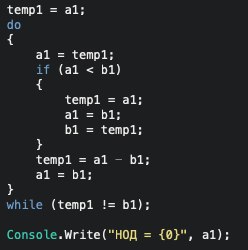 temp1 = a1;
do
{
    a1 = temp1;
    if (a1 < b1)
    {
        temp1 = a1;
        a1 = b1;
        b1 = temp1;
    }
    temp1 = a1 - b1;
    a1 = b1;
}
while (temp1 != b1);
Console.Write("НОД = {0}", a1);